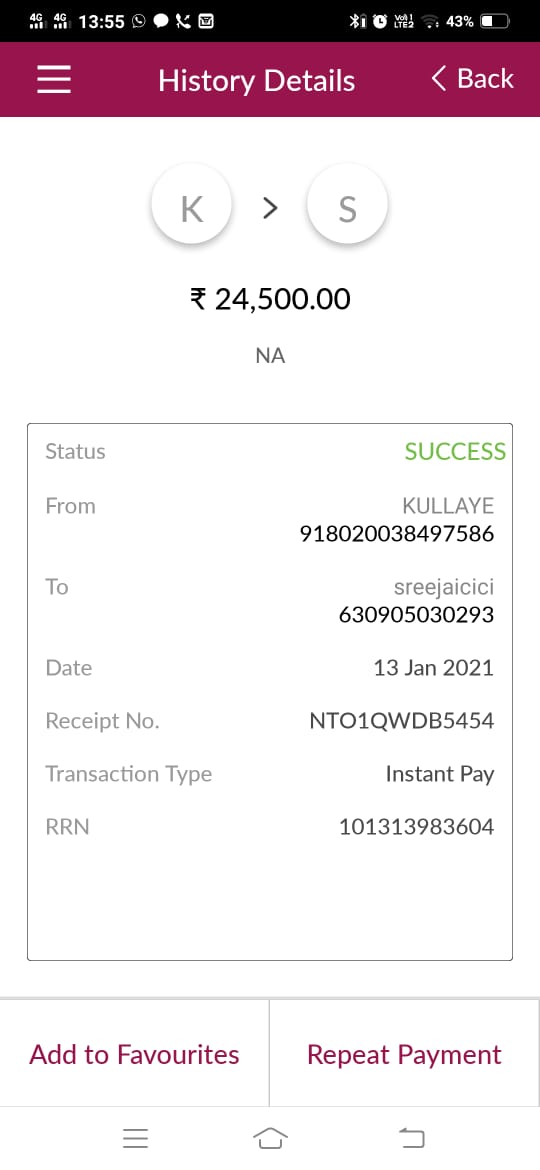 4G 4G 13:55 43%
History Details
Back
K > S
₹ 24,500.00
NA
Status SUCCESS
From KULLAYE
918020038497586
To sreejaicici
630905030293
Date 13 Jan 2021
Receipt No. NTO1QWDB5454
Transaction Type Instant Pay
RRN 101313983604
Add to Favourites Repeat Payment